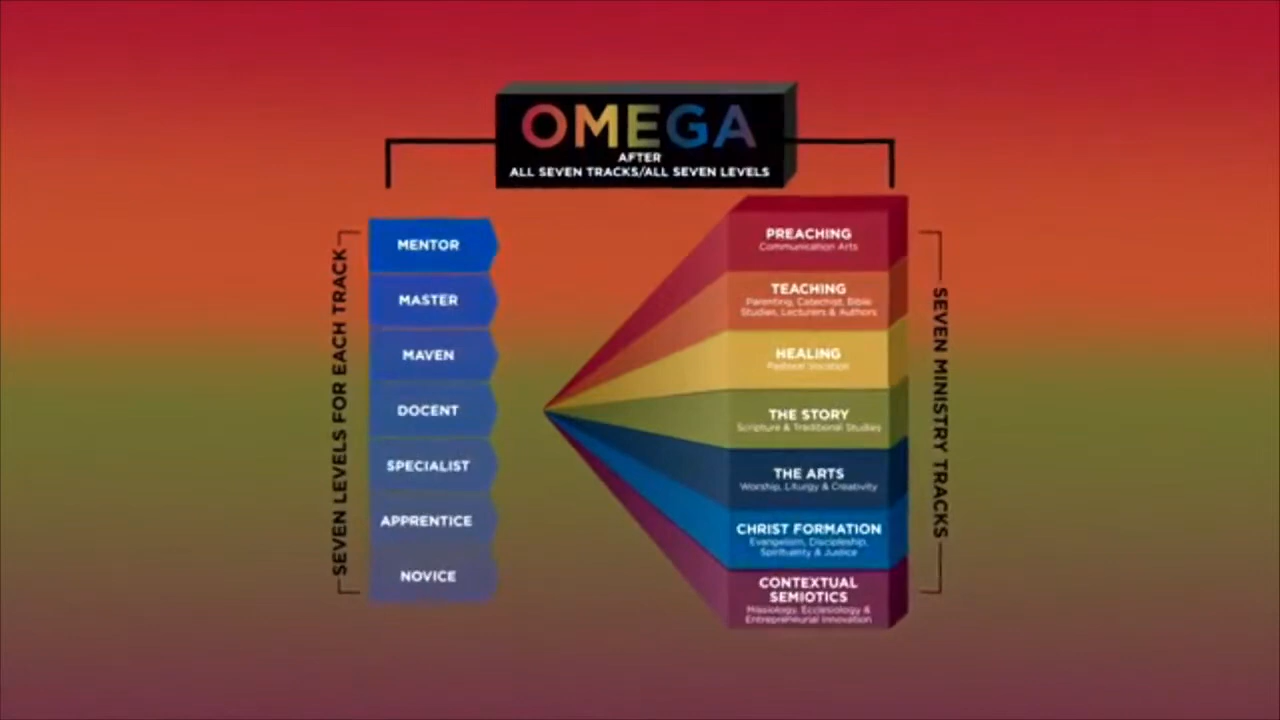 OMEGA
AFTER
ALL SEVEN TRACKS/ALL SEVEN LEVELS
SEVEN LEVELS FOR EACH TRACK
MENTOR
MASTER
MAVEN
DOCENT
SPECIALIST
APPRENTICE
NOVICE
PREACHING
Communication Arts
TEACHING
Parenting, Catechist, Bible
Studies, Lecturers & Authors
HEALING
Pastoral Vocation
THE STORY
Scripture & Traditional Studies
THE ARTS
Worship, Liturgy & Creativity
CHRIST FORMATION
Evangelism, Discipleship,
Spirituality & Justice
CONTEXTUAL
SEMIOTICS
Missiology, Ecclesiology &
Entrepreneurial Innovation
SEVEN MINISTRY TRACKS